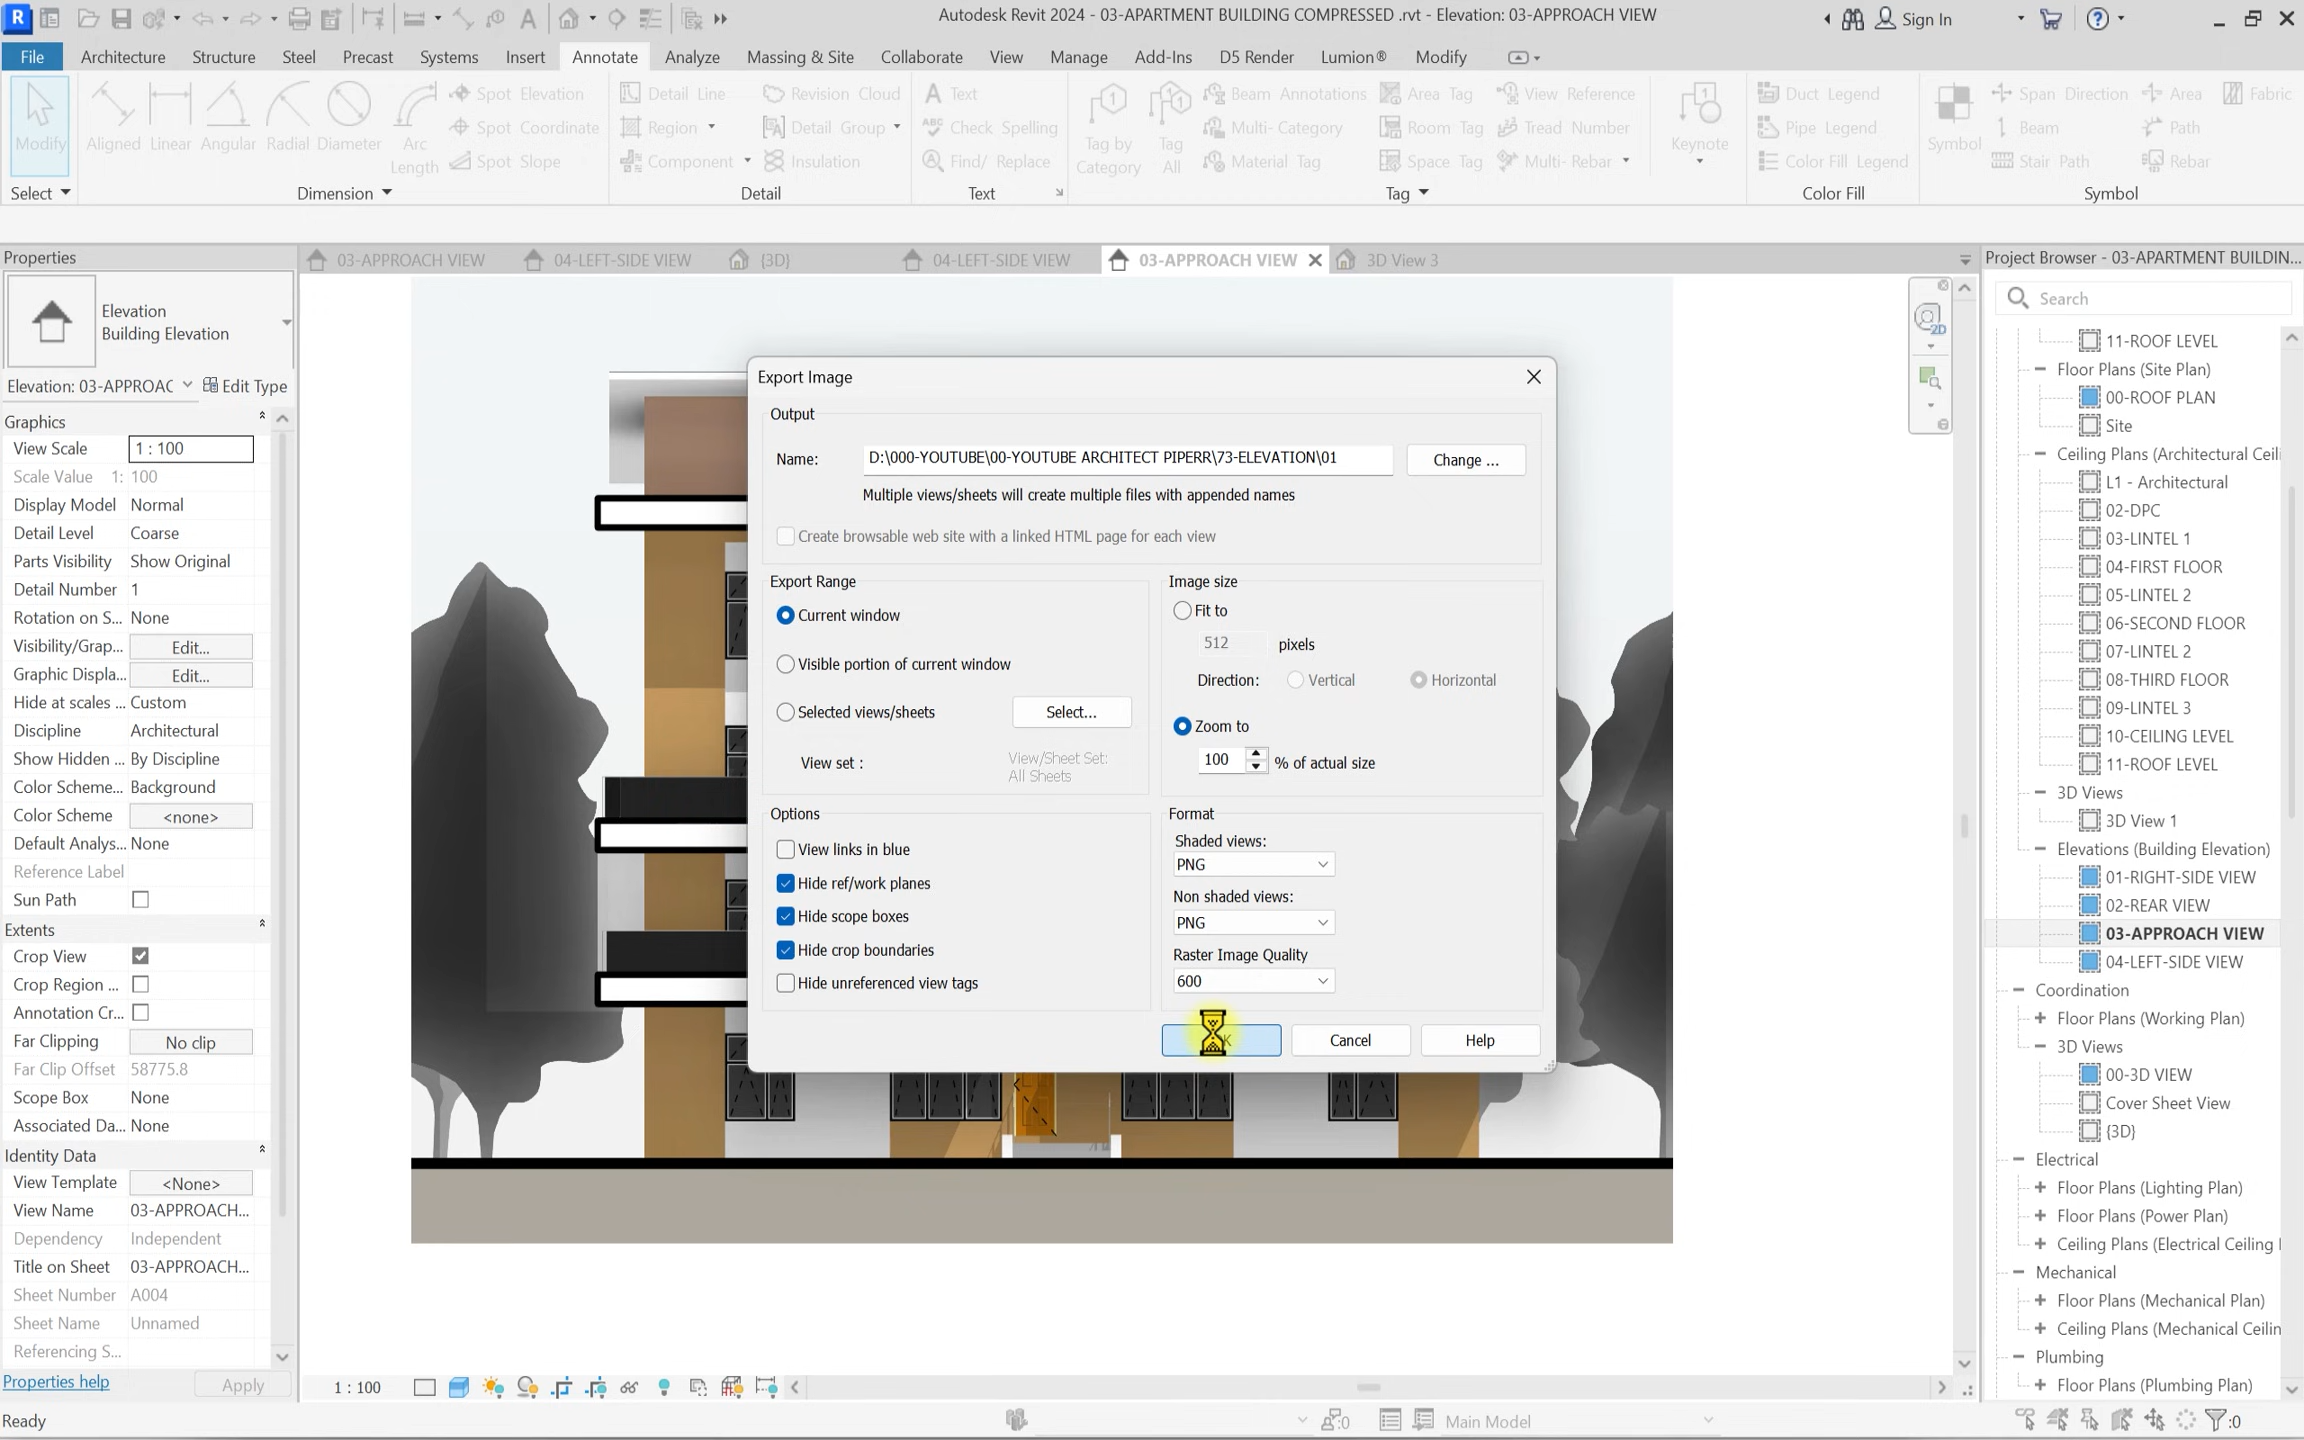 Autodesk Revit 2024 - 03-APARTMENT BUILDING COMPRESSED .rvt - Elevation: 03-APPROACH VIEW
Sign In
File
Architecture
Structure
Steel
Precast
Systems
Insert
Annotate
Analyze
Massing & Site
Collaborate
View
Manage
Add-Ins
D5 Render
Lumion®
Modify
Modify
Aligned
Linear
Angular
Radial
Diameter
Arc
Length
Spot Elevation
Spot Coordinate
Spot Slope
Detail Line
Region
Component
Revision Cloud
Detail Group
Insulation
Text
Check Spelling
Find/ Replace
Tag by
Category
Tag
All
Beam Annotations
Multi- Category
Material Tag
Area Tag
Room Tag
Space Tag
View Reference
Tread Number
Multi- Rebar
Keynote
Duct Legend
Pipe Legend
Color Fill Legend
Symbol
Span Direction
Beam
Stair Path
Area
Path
Rebar
Fabric
Select
Dimension
Detail
Text
Tag
Color Fill
Symbol
Properties
03-APPROACH VIEW
04-LEFT-SIDE VIEW
{3D}
04-LEFT-SIDE VIEW
03-APPROACH VIEW
3D View 3
Project Browser - 03-APARTMENT BUILDIN...
Elevation
Building Elevation
Elevation: 03-APPROAC
Edit Type
Graphics
View Scale 1 : 100
Scale Value 1: 100
Display Model Normal
Detail Level Coarse
Parts Visibility Show Original
Detail Number 1
Rotation on S... None
Visibility/Grap... Edit...
Graphic Displa... Edit...
Hide at scales ... Custom
Discipline Architectural
Show Hidden ... By Discipline
Color Scheme... Background
Color Scheme <none>
Default Analys... None
Reference Label
Sun Path
Extents
Crop View
Crop Region ...
Annotation Cr...
Far Clipping No clip
Far Clip Offset 58775.8
Scope Box None
Associated Da... None
Identity Data
View Template <None>
View Name 03-APPROACH...
Dependency Independent
Title on Sheet 03-APPROACH...
Sheet Number A004
Sheet Name Unnamed
Referencing S...
Properties help
Apply
Export Image
Output
Name:
D:\000-YOUTUBE\00-YOUTUBE ARCHITECT PIPERR\73-ELEVATION\01
Change ...
Multiple views/sheets will create multiple files with appended names
Create browsable web site with a linked HTML page for each view
Export Range
Current window
Visible portion of current window
Selected views/sheets
Select...
View set :
View/Sheet Set:
All Sheets
Image size
Fit to
512 pixels
Direction: Vertical Horizontal
Zoom to
100 % of actual size
Options
View links in blue
Hide ref/work planes
Hide scope boxes
Hide crop boundaries
Hide unreferenced view tags
Format
Shaded views:
PNG
Non shaded views:
PNG
Raster Image Quality
600
Cancel
Help
2D
Search
11-ROOF LEVEL
Floor Plans (Site Plan)
00-ROOF PLAN
Site
Ceiling Plans (Architectural Ceili
L1 - Architectural
02-DPC
03-LINTEL 1
04-FIRST FLOOR
05-LINTEL 2
06-SECOND FLOOR
07-LINTEL 2
08-THIRD FLOOR
09-LINTEL 3
10-CEILING LEVEL
11-ROOF LEVEL
3D Views
3D View 1
Elevations (Building Elevation)
01-RIGHT-SIDE VIEW
02-REAR VIEW
03-APPROACH VIEW
04-LEFT-SIDE VIEW
Coordination
Floor Plans (Working Plan)
3D Views
00-3D VIEW
Cover Sheet View
{3D}
Electrical
Floor Plans (Lighting Plan)
Floor Plans (Power Plan)
Ceiling Plans (Electrical Ceiling
Mechanical
Floor Plans (Mechanical Plan)
Ceiling Plans (Mechanical Ceilin
Plumbing
Floor Plans (Plumbing Plan)
1 : 100
Ready
:0
Main Model
:0